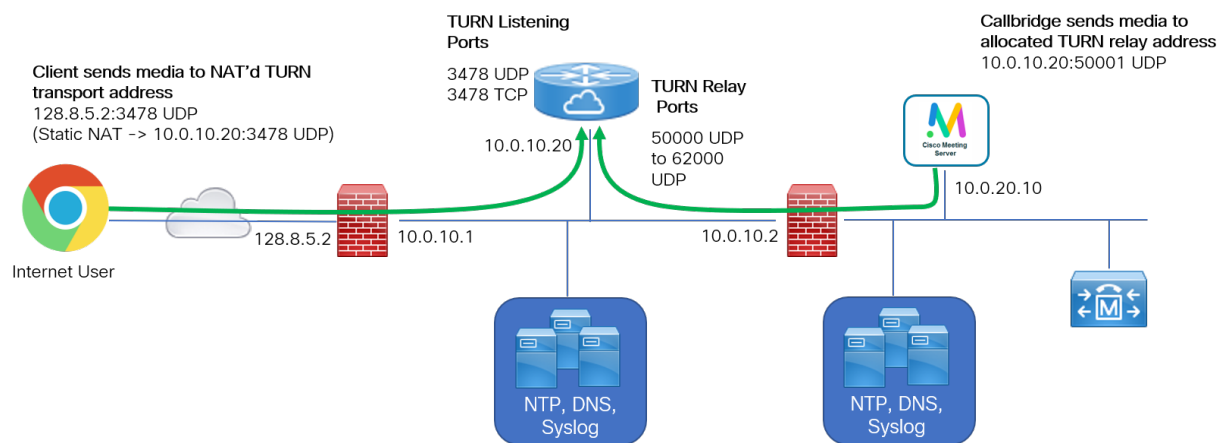 TURN Listening
Ports
3478 UDP
3478 TCP
Callbridge sends media to
allocated TURN relay address
10.0.10.20:50001 UDP
Client sends media to NAT'd TURN
transport address
128.8.5.2:3478 UDP
(Static NAT -> 10.0.10.20:3478 UDP)
TURN Relay
Ports
50000 UDP
to 62000
UDP
10.0.10.20
Cisco Meeting
Server
10.0.20.10
128.8.5.2
10.0.10.1
10.0.10.2
Internet User
M
NTP, DNS,
Syslog
NTP, DNS,
Syslog